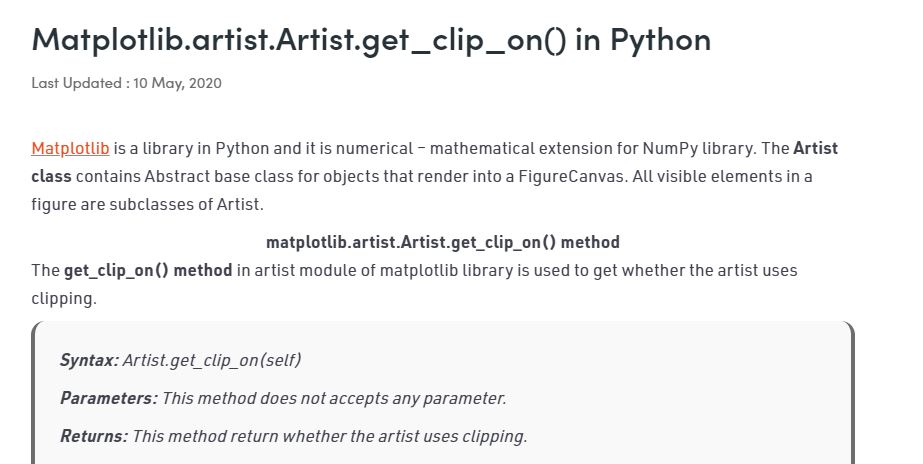 Matplotlib.artist.Artist.get_clip_on() in Python
Last Updated : 10 May, 2020
Matplotlib is a library in Python and it is numerical – mathematical extension for NumPy library. The Artist
class contains Abstract base class for objects that render into a FigureCanvas. All visible elements in a
figure are subclasses of Artist.
matplotlib.artist.Artist.get_clip_on() method
The get_clip_on() method in artist module of matplotlib library is used to get whether the artist uses
clipping.
Syntax: Artist.get_clip_on(self)
Parameters: This method does not accepts any parameter.
Returns: This method return whether the artist uses clipping.